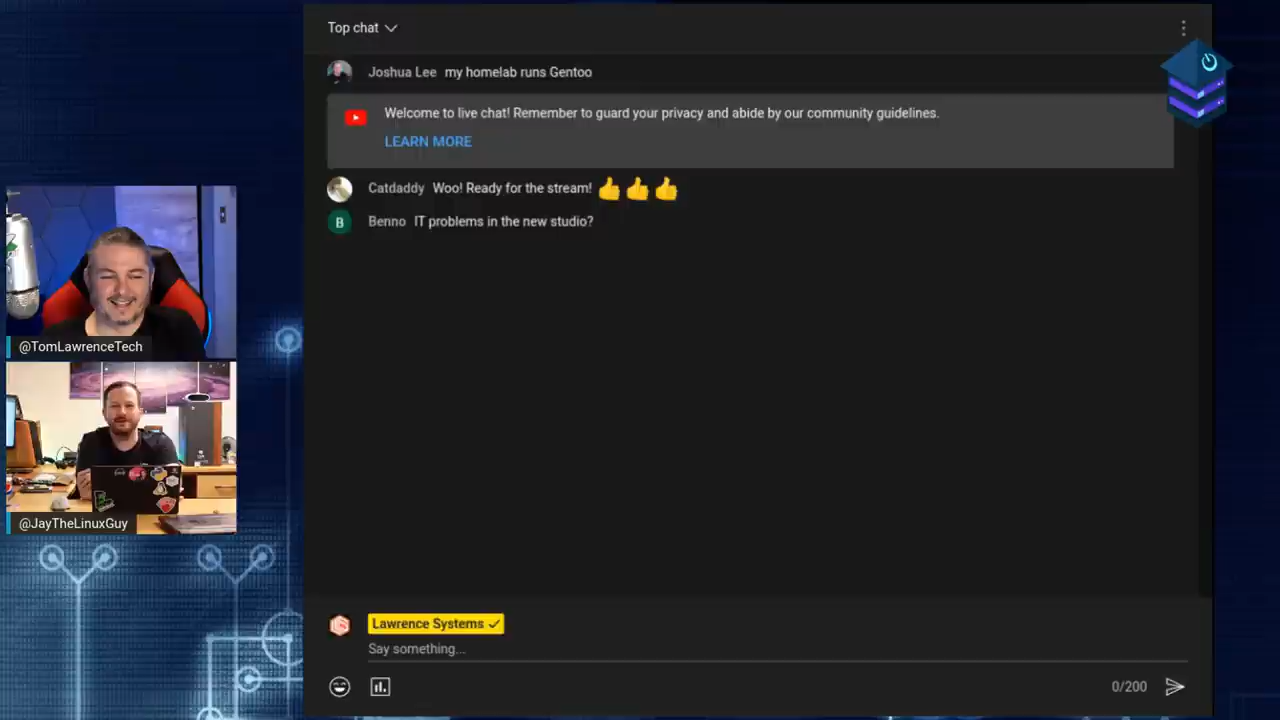 Top chat
Joshua Lee my homelab runs Gentoo
Welcome to live chat! Remember to guard your privacy and abide by our community guidelines.
LEARN MORE
Catdaddy Woo! Ready for the stream! 👍👍👍
B Benno IT problems in the new studio?
@TomLawrenceTech
@JayTheLinuxGuy
Lawrence Systems
Say something...
0/200